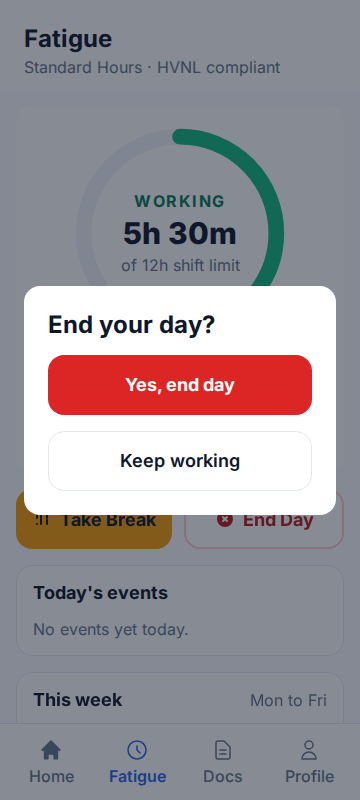 Fatigue
Standard Hours · HVNL compliant
WORKING
5h 30m
of 12h shift limit
End your day?
Yes, end day
Keep working
Take Break
End Day
Today's events
No events yet today.
This week
Mon to Fri
Home
Fatigue
Docs
Profile